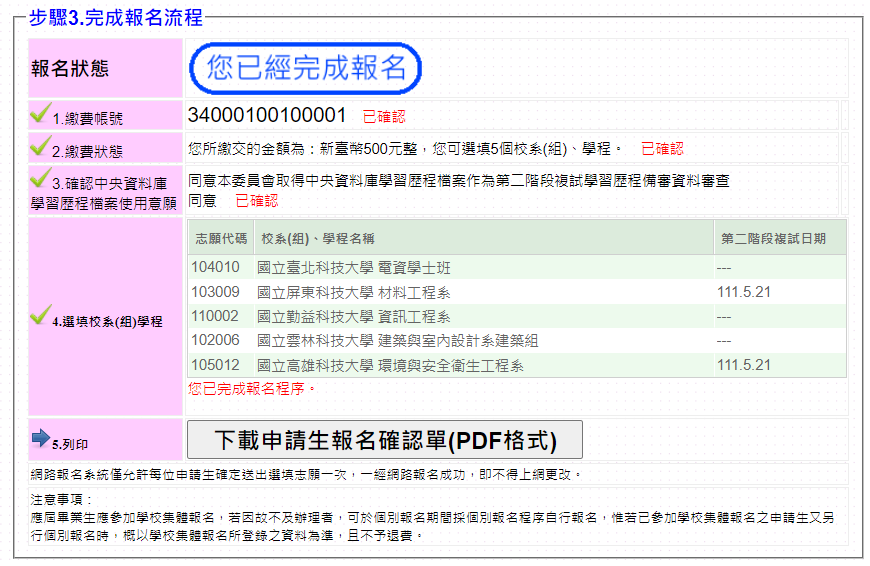 步驟3.完成報名流程
報名狀態
您已經完成報名
1.繳費帳號
34000100100001 已確認
2.繳費狀態
您所繳交的金額為：新臺幣500元整，您可選填5個校系(組)、學程。 已確認
3.確認中央資料庫
學習歷程檔案使用意願
同意本委員會取得中央資料庫學習歷程檔案作為第二階段複試學習歷程備審資料審查
同意 已確認
4.選填校系(組)學程
志願代碼 校系(組)、學程名稱 第二階段複試日期
104010 國立臺北科技大學 電資學士班 ---
103009 國立屏東科技大學 材料工程系 111.5.21
110002 國立勤益科技大學 資訊工程系 ---
102006 國立雲林科技大學 建築與室內設計系建築組 ---
105012 國立高雄科技大學 環境與安全衛生工程系 111.5.21
您已完成報名程序。
5.列印
下載申請生報名確認單(PDF格式)
網路報名系統僅允許每位申請生確定送出選填志願一次，一經網路報名成功，即不得上網更改。
注意事項：
應屆畢業生應參加學校集體報名，若因故不及辦理者，可於個別報名期間採個別報名程序自行報名，惟若已參加學校集體報名之申請生又另
行個別報名時，概以學校集體報名所登錄之資料為準，且不予退費。